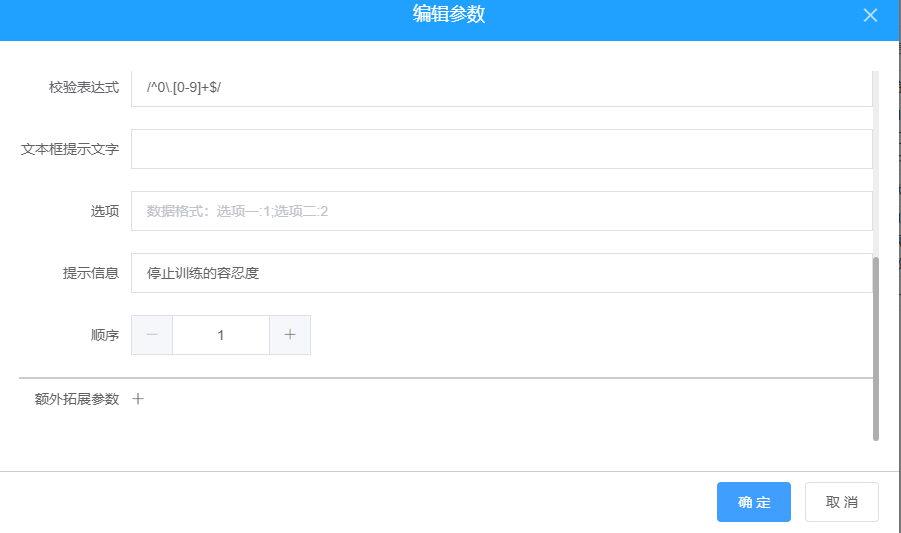 编辑参数
校验表达式 /^0\.[0-9]+$/
文本框提示文字
选项 数据格式：选项一:1;选项二:2
提示信息 停止训练的容忍度
顺序 1
额外拓展参数
确 定 取 消